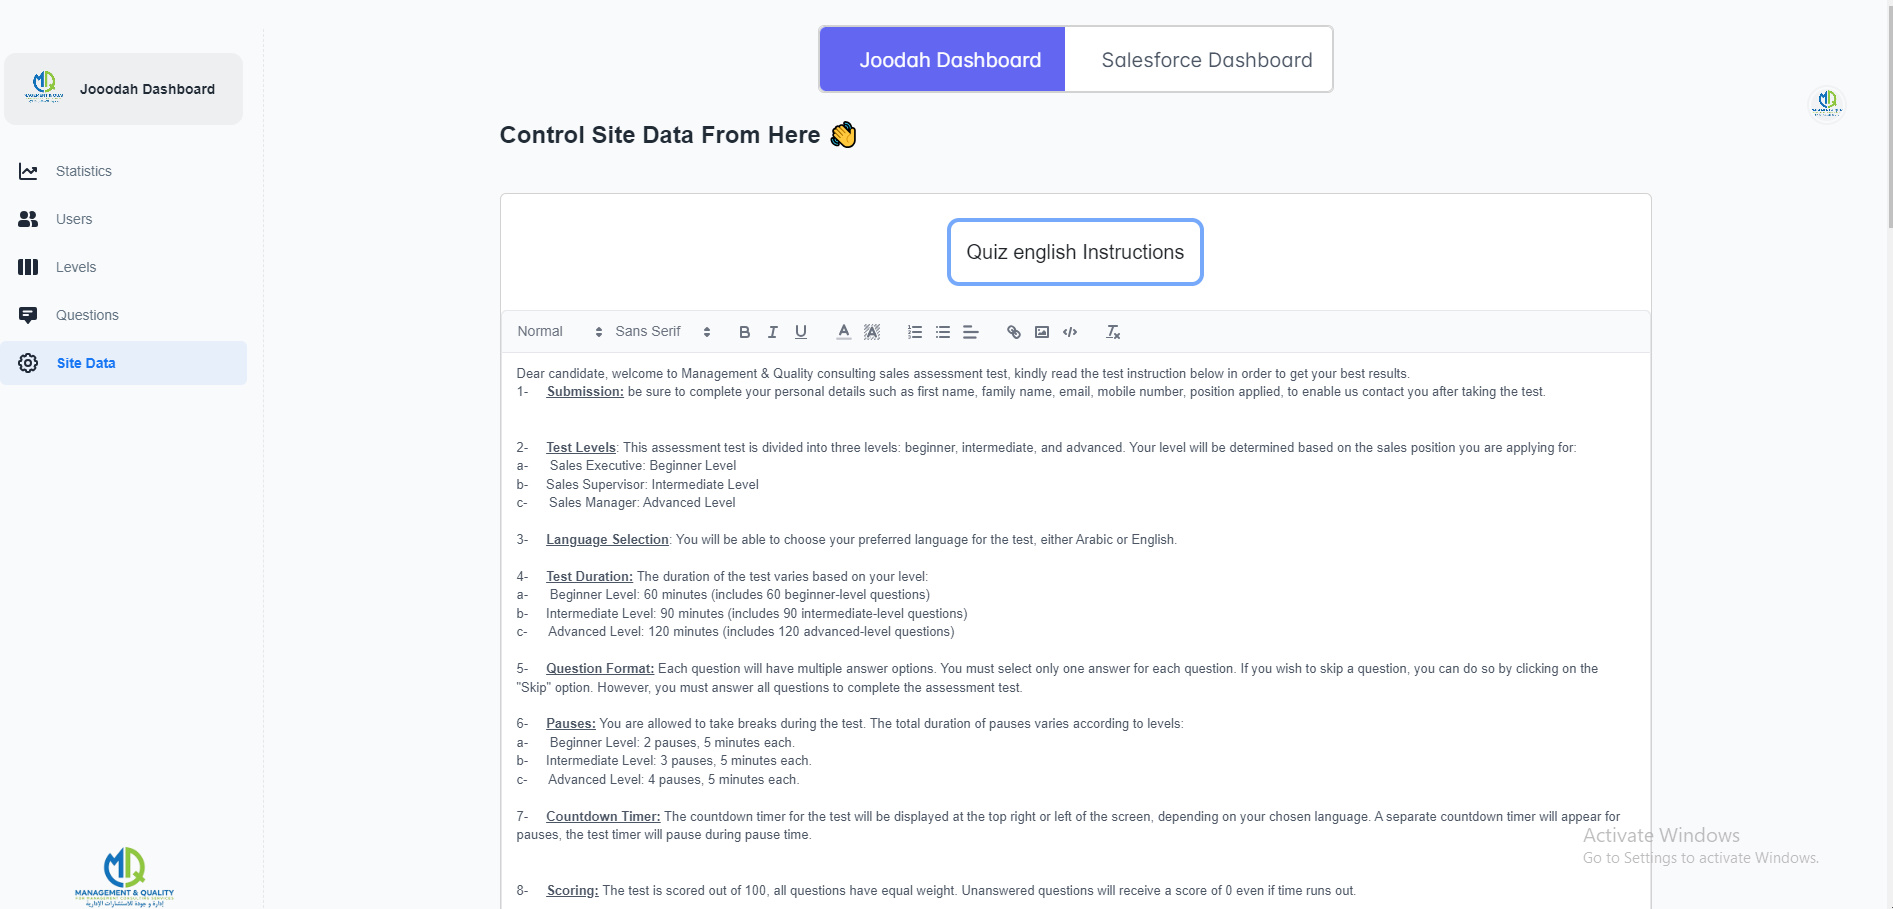 Joodah Dashboard
Salesforce Dashboard
Jooodah Dashboard
Control Site Data From Here 👋
Statistics
Users
Levels
Questions
Site Data
Quiz english Instructions
Normal
Sans Serif
Dear candidate, welcome to Management & Quality consulting sales assessment test, kindly read the test instruction below in order to get your best results.
1- Submission: be sure to complete your personal details such as first name, family name, email, mobile number, position applied, to enable us contact you after taking the test.
2- Test Levels: This assessment test is divided into three levels: beginner, intermediate, and advanced. Your level will be determined based on the sales position you are applying for:
a- Sales Executive: Beginner Level
b- Sales Supervisor: Intermediate Level
c- Sales Manager: Advanced Level
3- Language Selection: You will be able to choose your preferred language for the test, either Arabic or English.
4- Test Duration: The duration of the test varies based on your level:
a- Beginner Level: 60 minutes (includes 60 beginner-level questions)
b- Intermediate Level: 90 minutes (includes 90 intermediate-level questions)
c- Advanced Level: 120 minutes (includes 120 advanced-level questions)
5- Question Format: Each question will have multiple answer options. You must select only one answer for each question. If you wish to skip a question, you can do so by clicking on the
"Skip" option. However, you must answer all questions to complete the assessment test.
6- Pauses: You are allowed to take breaks during the test. The total duration of pauses varies according to levels:
a- Beginner Level: 2 pauses, 5 minutes each.
b- Intermediate Level: 3 pauses, 5 minutes each.
c- Advanced Level: 4 pauses, 5 minutes each.
7- Countdown Timer: The countdown timer for the test will be displayed at the top right or left of the screen, depending on your chosen language. A separate countdown timer will appear for
pauses, the test timer will pause during pause time.
8- Scoring: The test is scored out of 100, all questions have equal weight. Unanswered questions will receive a score of 0 even if time runs out.
Activate Windows
Go to Settings to activate Windows.
MQ
MANAGEMENT & QUALITY
FOR MANAGEMENT CONSULTING SERVICES
إدارة و جودة للاستشارات الإدارية